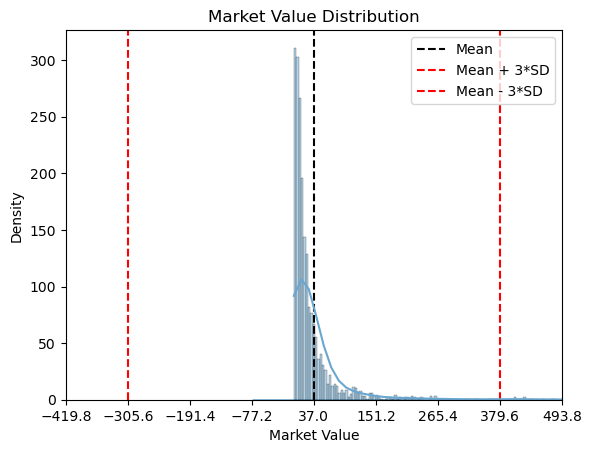 Market Value Distribution
Mean
Mean + 3*SD
Mean - 3*SD
Density
300
250
200
150
100
50
0
−419.8 −305.6 −191.4 −77.2 37.0 151.2 265.4 379.6 493.8
Market Value